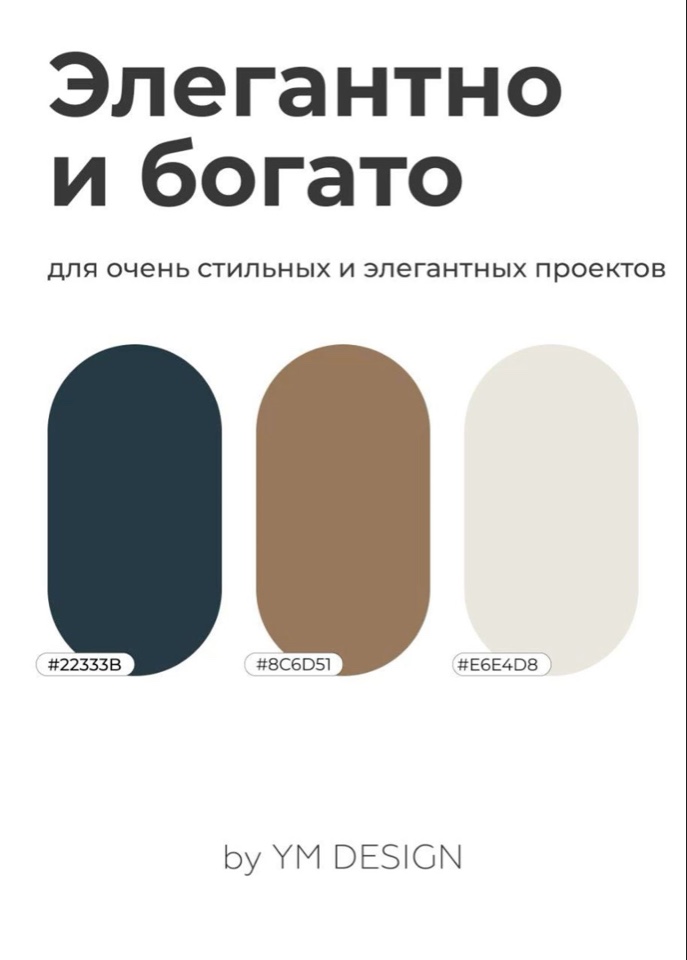 Элегантно
и богато
для очень стильных и элегантных проектов
#22333B
#8C6D51
#E6E4D8
by YM DESIGN